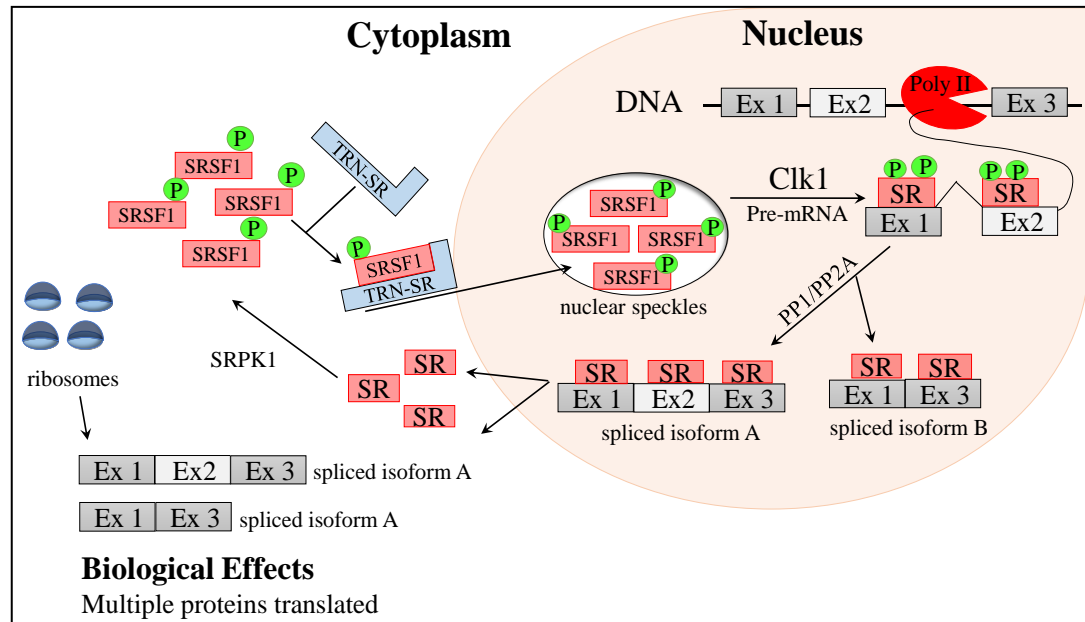 Cytoplasm
Nucleus
DNA
Ex 1
Ex2
Poly II
Ex 3
P
SRSF1
P
SRSF1
P
SRSF1
P
SRSF1
TRN-SR
P
SRSF1
TRN-SR
P
SRSF1
P
SRSF1
SRSF1
P
SRSF1
P
nuclear speckles
Clk1
Pre-mRNA
P P
SR
Ex 1
P P
SR
Ex2
PP1/PP2A
SR SR SR
Ex 1 Ex2 Ex 3
spliced isoform A
SR SR
Ex 1 Ex 3
spliced isoform B
SRPK1
SR
SR
SR
ribosomes
Ex 1 Ex2 Ex 3 spliced isoform A
Ex 1 Ex 3 spliced isoform A
Biological Effects
Multiple proteins translated